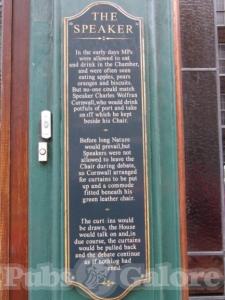 THE
SPEAKER
In the early days MPs
were allowed to eat
and drink in the Chamber,
and were often seen
eating apples, pears
oranges and biscuits.
But no-one could match
Speaker Charles Wolfran
Cornwall, who would drink
potfuls of port and take
snuff which he kept
beside his Chair.
Before long Nature
would prevail, but
Speakers were not
allowed to leave the
Chair during debate,
so Cornwall arranged
for curtains to be put
up and a commode
fitted beneath his
green leather chair.
The curt ins would
be drawn, the House
would talk on and, in
due course, the curtains
would be pulled back
and the debate continue
as if nothing had
Pubs Galore